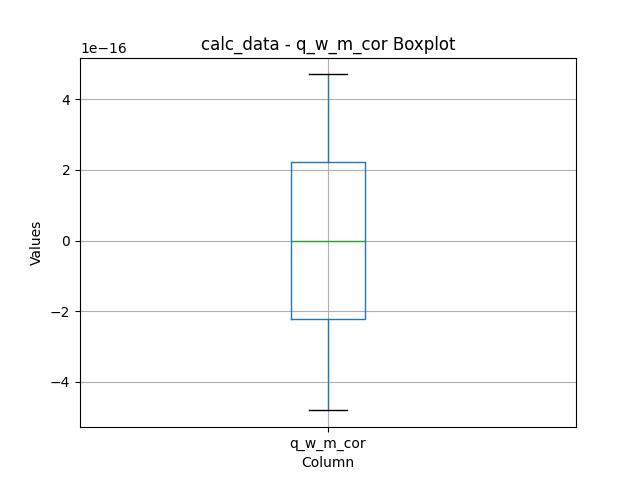 calc_data - q_w_m_cor Boxplot
1e−16
4
2
0
−2
−4
Values
q_w_m_cor
Column